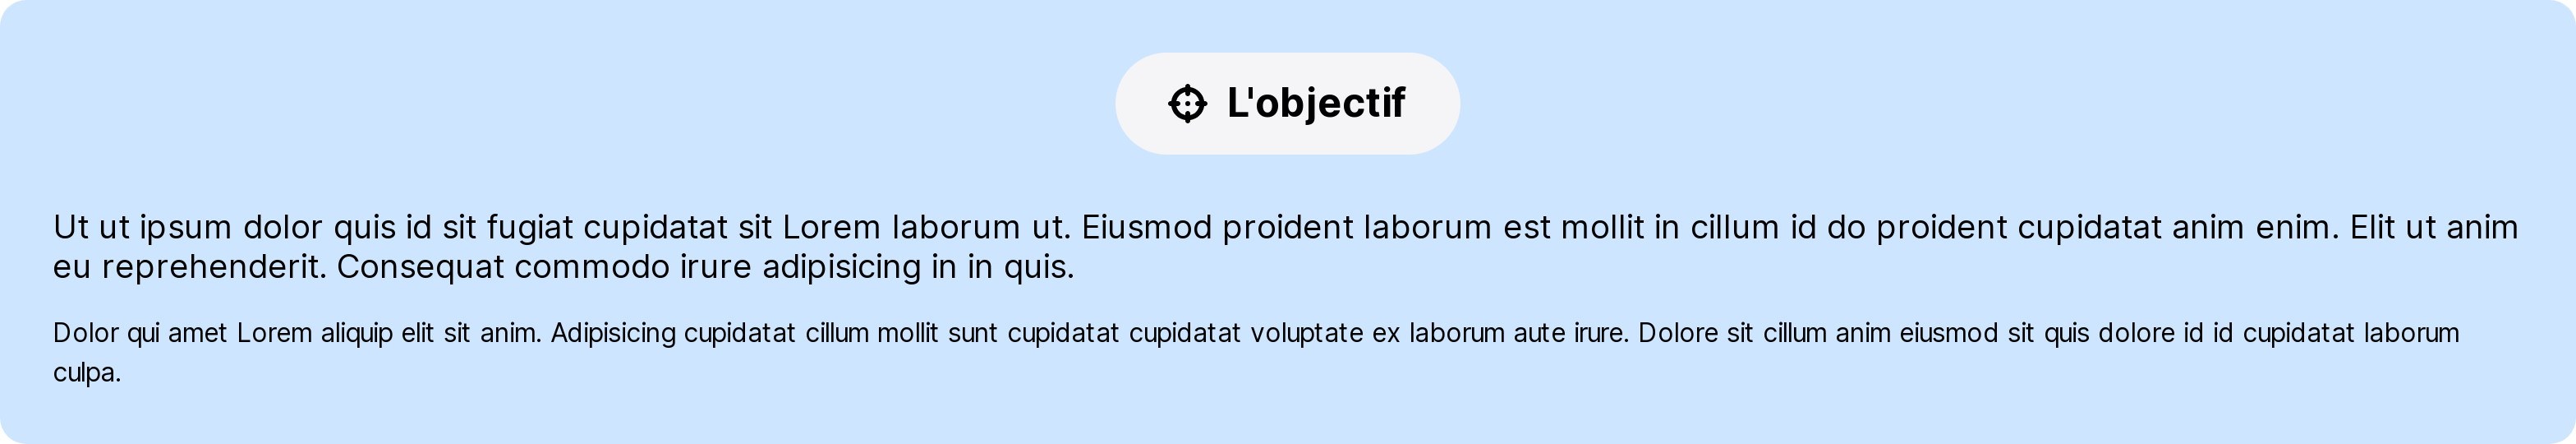 L'objectif
Ut ut ipsum dolor quis id sit fugiat cupidatat sit Lorem laborum ut. Eiusmod proident laborum est mollit in cillum id do proident cupidatat anim enim. Elit ut anim
eu reprehenderit. Consequat commodo irure adipisicing in in quis.
Dolor qui amet Lorem aliquip elit sit anim. Adipisicing cupidatat cillum mollit sunt cupidatat cupidatat voluptate ex laborum aute irure. Dolore sit cillum anim eiusmod sit quis dolore id id cupidatat laborum
culpa.